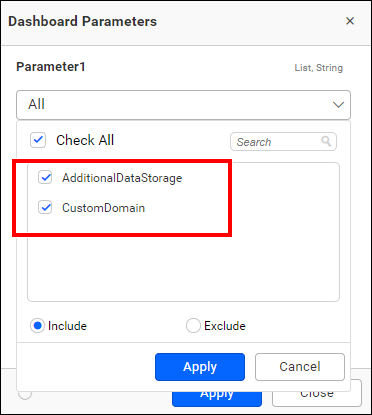 Dashboard Parameters
Parameter1 List, String
All
Check All Search
AdditionalDataStorage
CustomDomain
Include Exclude
Apply Cancel
Apply Close